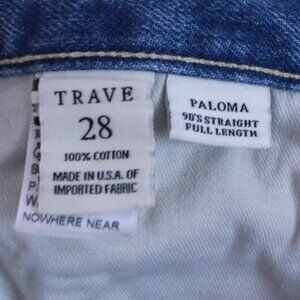 TRAVE
28
100% COTTON
MADE IN U.S.A. OF
IMPORTED FABRIC
NOWHERE NEAR
PALOMA
90'S STRAIGHT
FULL LENGTH